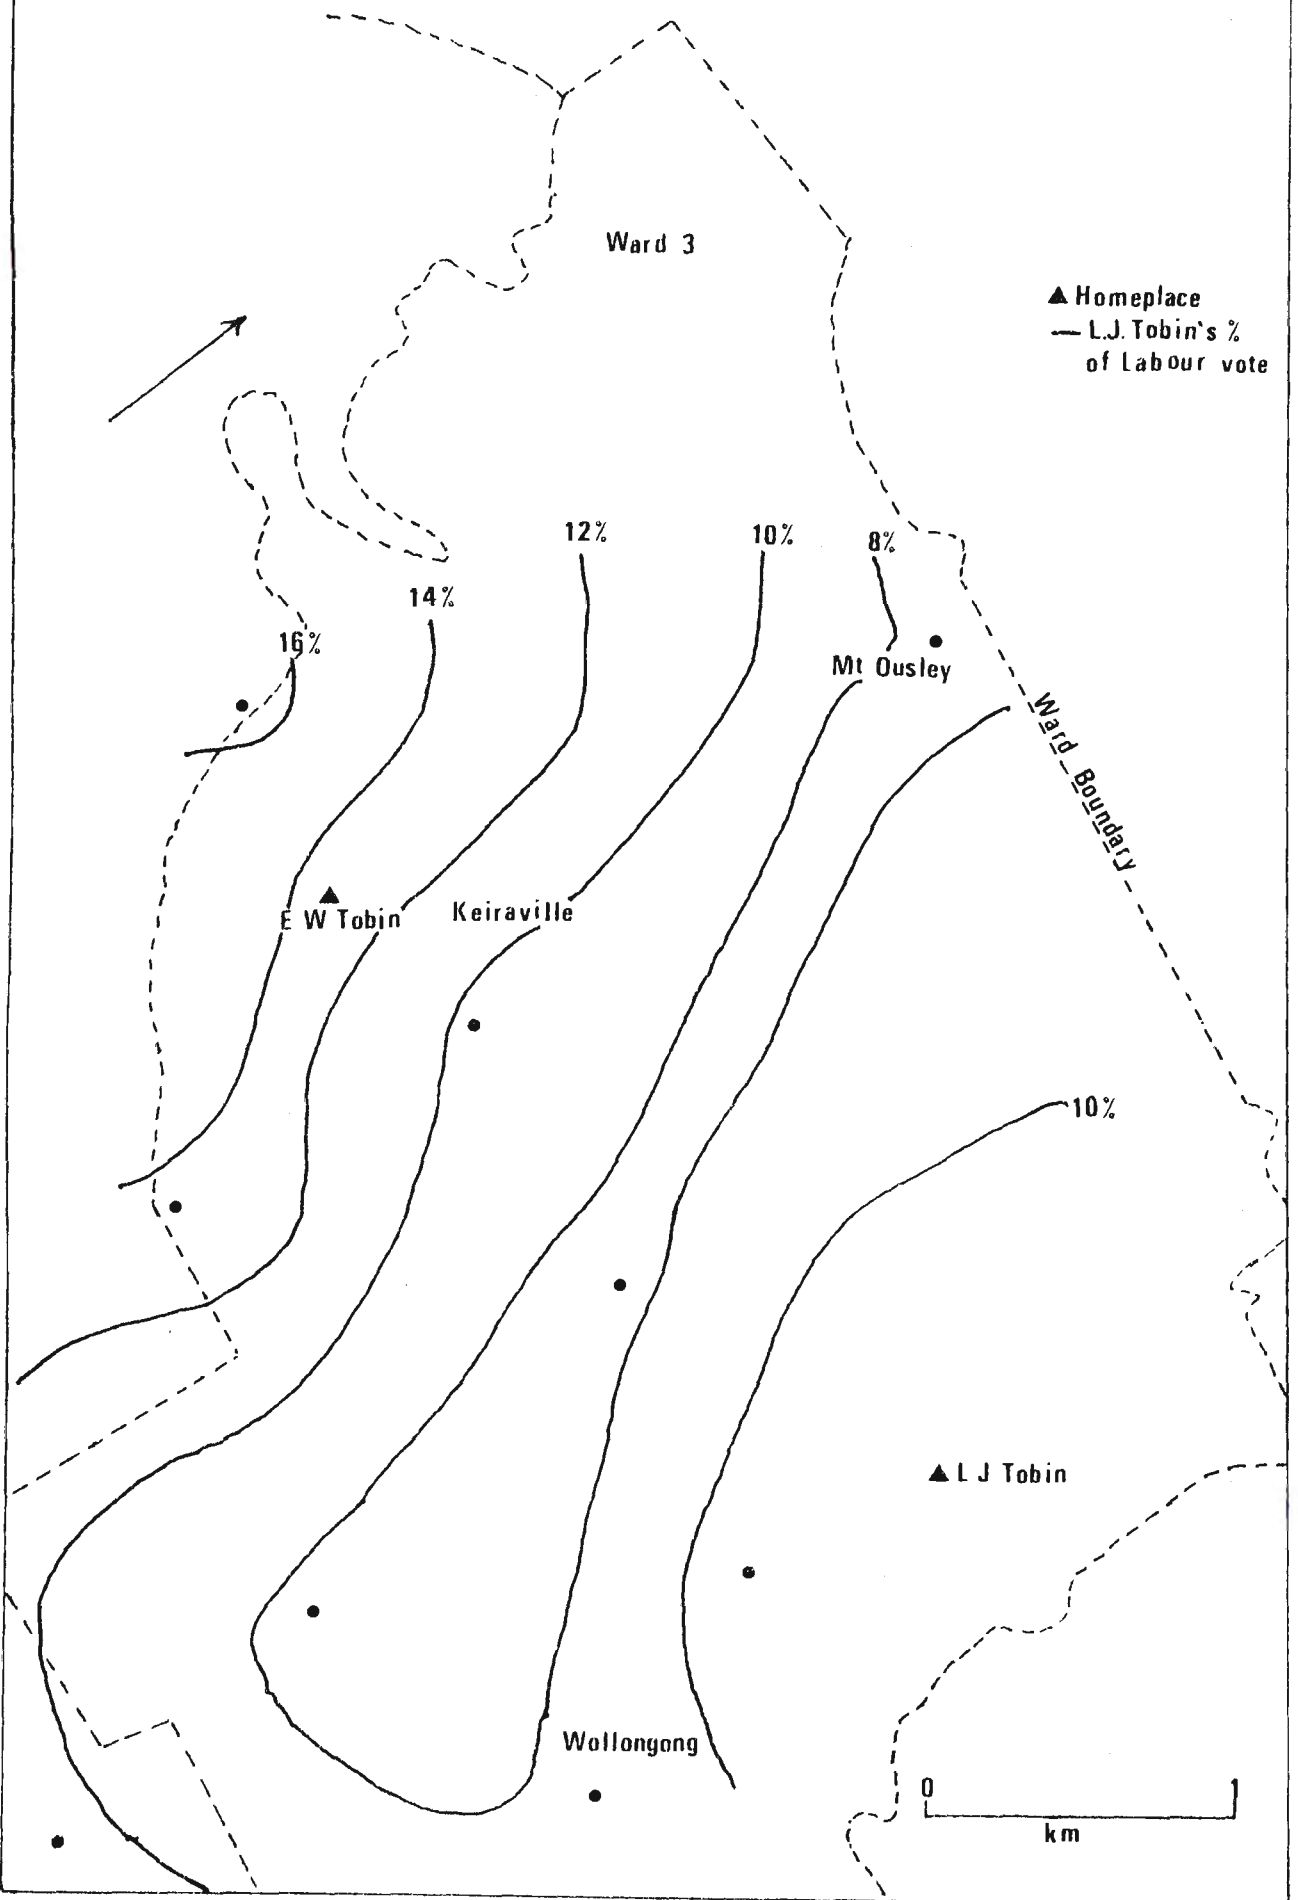 Ward 3
▲ Homeplace
— L.J. Tobin's %
of Labour vote
12%
10%
8%
14%
16%
Mt Ousley
Ward Boundary
E W Tobin
Keiraville
10%
L J Tobin
Wollongong
0 1
km